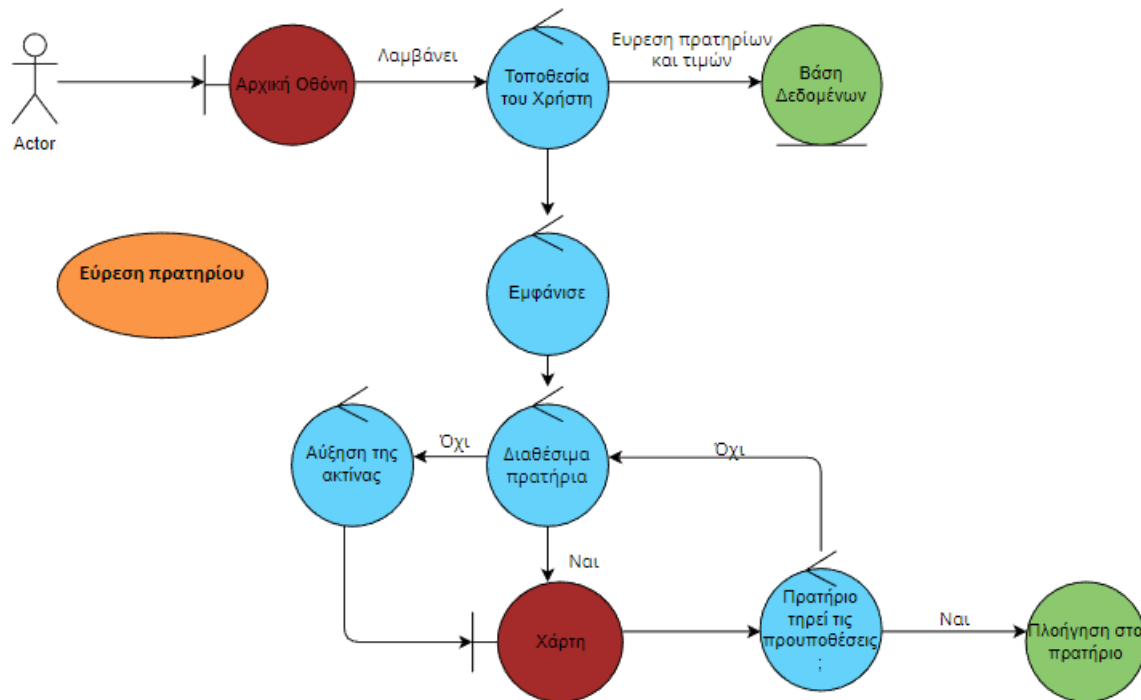 Λαμβάνει
Ευρεση πρατηρίων
και τιμών
Αρχική Οθόνη
Τοποθεσία
του Χρήστη
Βάση
Δεδομένων
Actor
Εύρεση πρατηρίου
Εμφάνισε
Αύξηση της
ακτίνας
Όχι
Διαθέσιμα
πρατήρια
Όχι
Ναι
Χάρτη
Πρατήριο
τηρεί τις
προυποθέσεις
;
Ναι
Πλοήγηση στο
πρατήριο